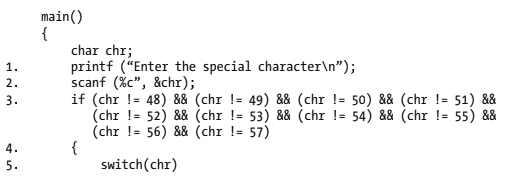 main()
{
char chr;
1. printf (“Enter the special character\n”);
2. scanf (%c”, &chr);
3. if (chr != 48) && (chr != 49) && (chr != 50) && (chr != 51) &&
(chr != 52) && (chr != 53) && (chr != 54) && (chr != 55) &&
(chr != 56) && (chr != 57)
4. {
5. switch(chr)